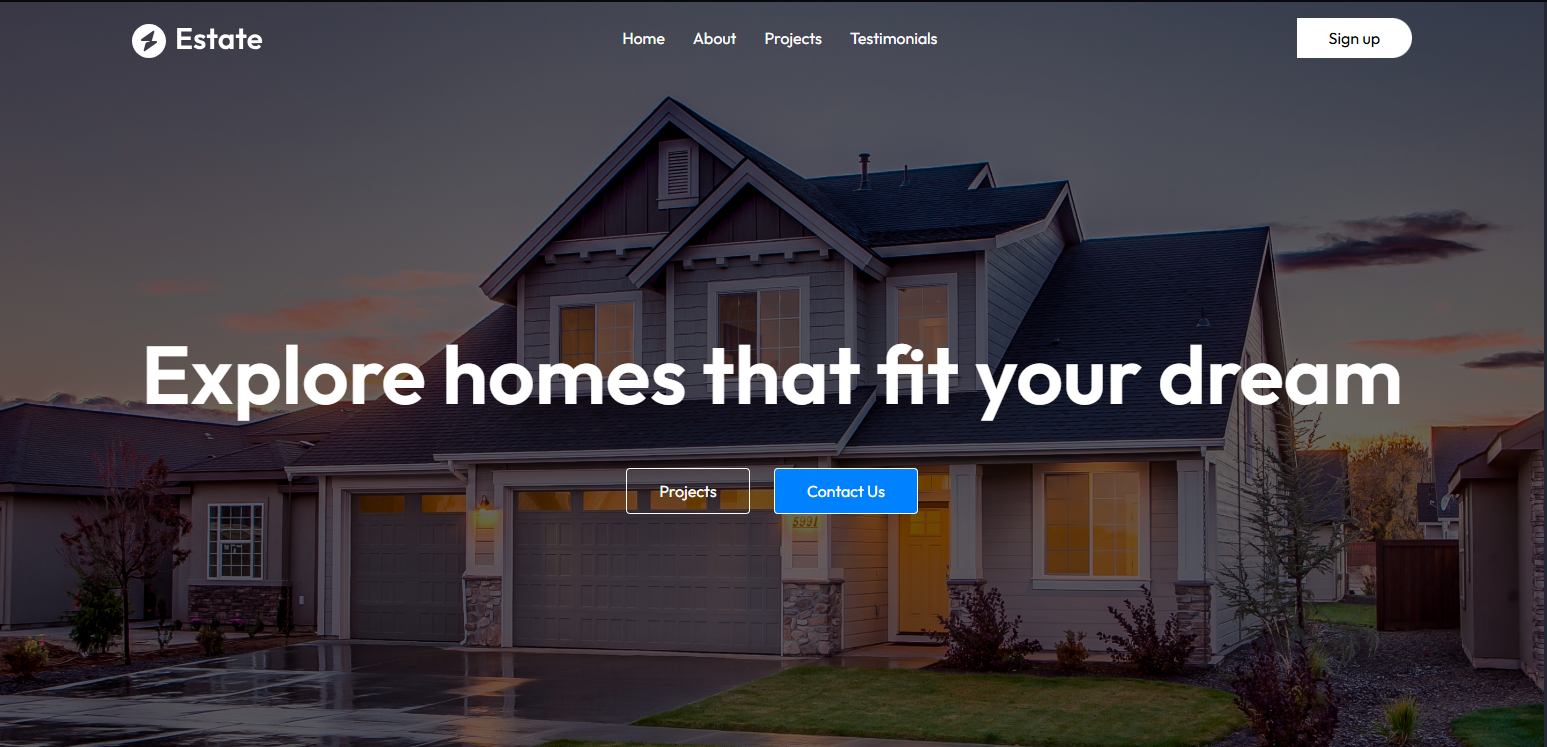 Estate
Home About Projects Testimonials
Sign up
Explore homes that fit your dream
Projects
Contact Us
5991